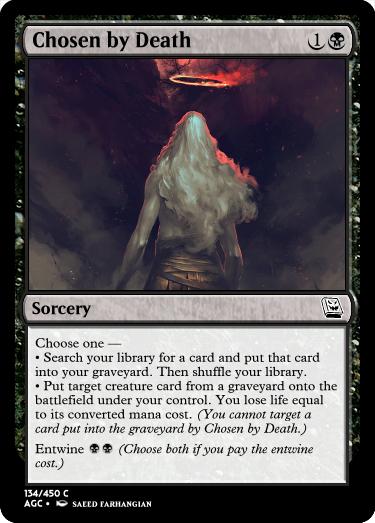 Chosen by Death 1
Sorcery
Choose one —
• Search your library for a card and put that card
into your graveyard. Then shuffle your library.
• Put target creature card from a graveyard onto the
battlefield under your control. You lose life equal
to its converted mana cost. (You cannot target a
card put into the graveyard by Chosen by Death.)
Entwine (Choose both if you pay the entwine
cost.)
134/450 C
AGC • SAEED FARHANGIAN